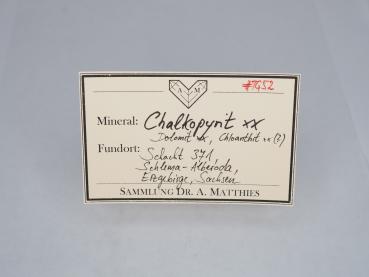 #7952
A M
Mineral: Chalkopyrit xx
Dolomit xx, Chloanthit xx (?)
Fundort: Schacht 371
Schlema-Alberoda,
Erzgebirge, Sachsen
SAMMLUNG DR. A. MATTHIES